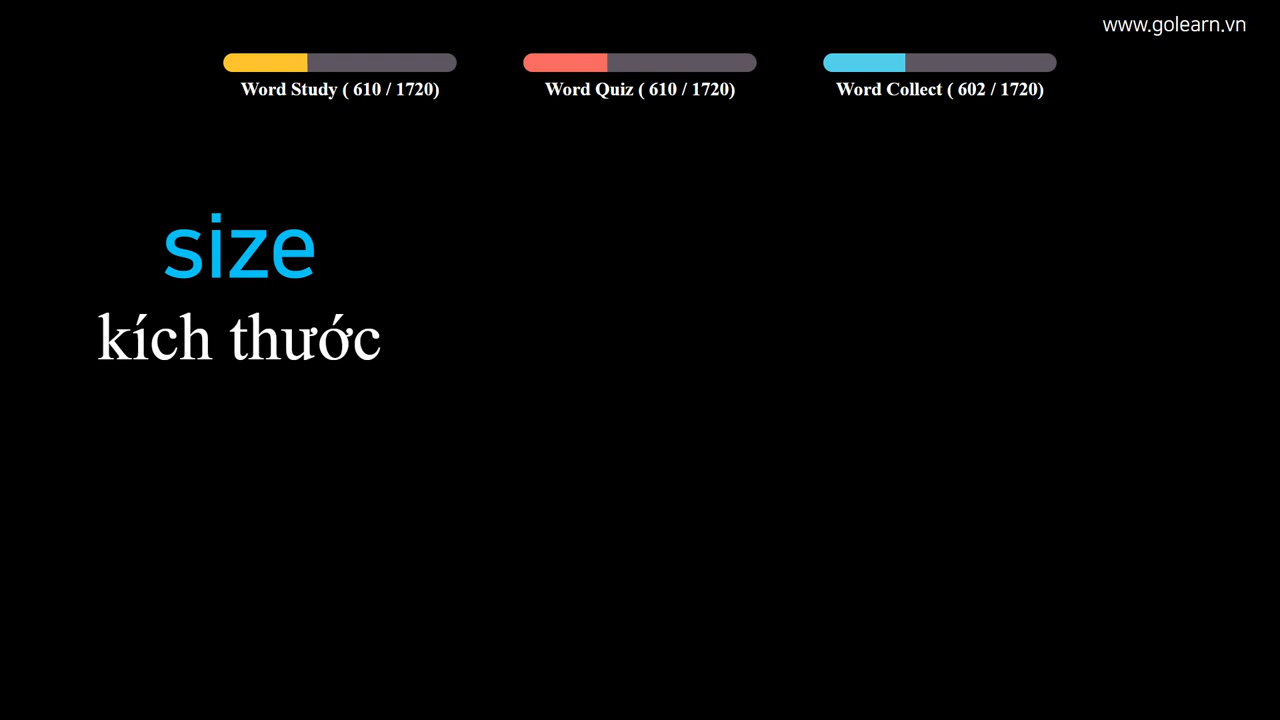 www.golearn.vn
Word Study ( 610 / 1720)
Word Quiz ( 610 / 1720)
Word Collect ( 602 / 1720)
size
kích thước